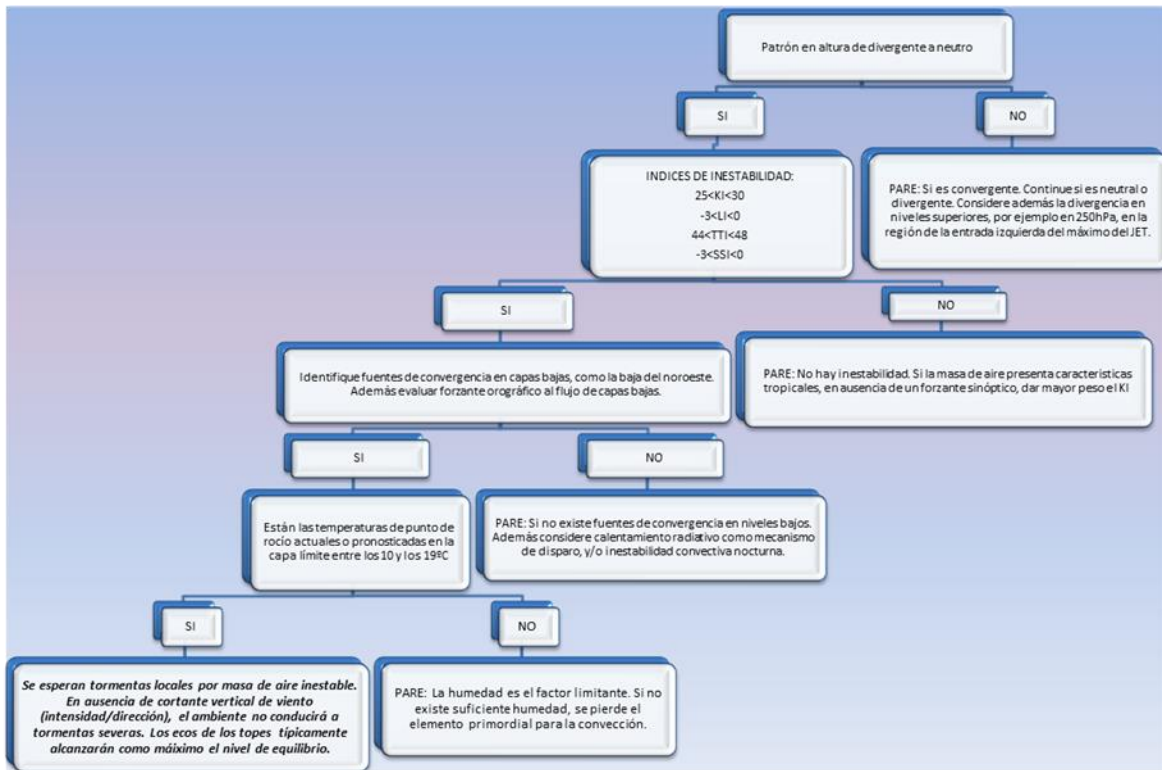 Patrón en altura de divergente a neutro
SI
NO
INDICES DE INESTABILIDAD:
25<KI<30
-3<LI<0
44<TTI<48
-3<SSI<0
PARE: Si es convergente. Continue si es neutral o
divergente. Considere además la divergencia en
niveles superiores, por ejemplo en 250hPa, en la
región de la entrada izquierda del máximo del JET.
SI
NO
Identifique fuentes de convergencia en capas bajas, como la baja del noroeste.
Además evaluar forzante orográfico al flujo de capas bajas.
PARE: No hay inestabilidad. Si la masa de aire presenta características
tropicales, en ausencia de un forzante sinóptico, dar mayor peso el KI
SI
NO
Están las temperaturas de punto de
rocío actuales o pronosticadas en la
capa límite entre los 10 y los 19ºC
PARE: Si no existe fuentes de convergencia en niveles bajos.
Además considere calentamiento radiativo como mecanismo
de disparo, y/o inestabilidad convectiva nocturna.
SI
NO
Se esperan tormentas locales por masa de aire inestable.
En ausencia de cortante vertical de viento
(intensidad/dirección), el ambiente no conducirá a
tormentas severas. Los ecos de los topes típicamente
alcanzarán como máiximo el nivel de equilibrio.
PARE: La humedad es el factor limitante. Si no
existe suficiente humedad, se pierde el
elemento primordial para la convección.